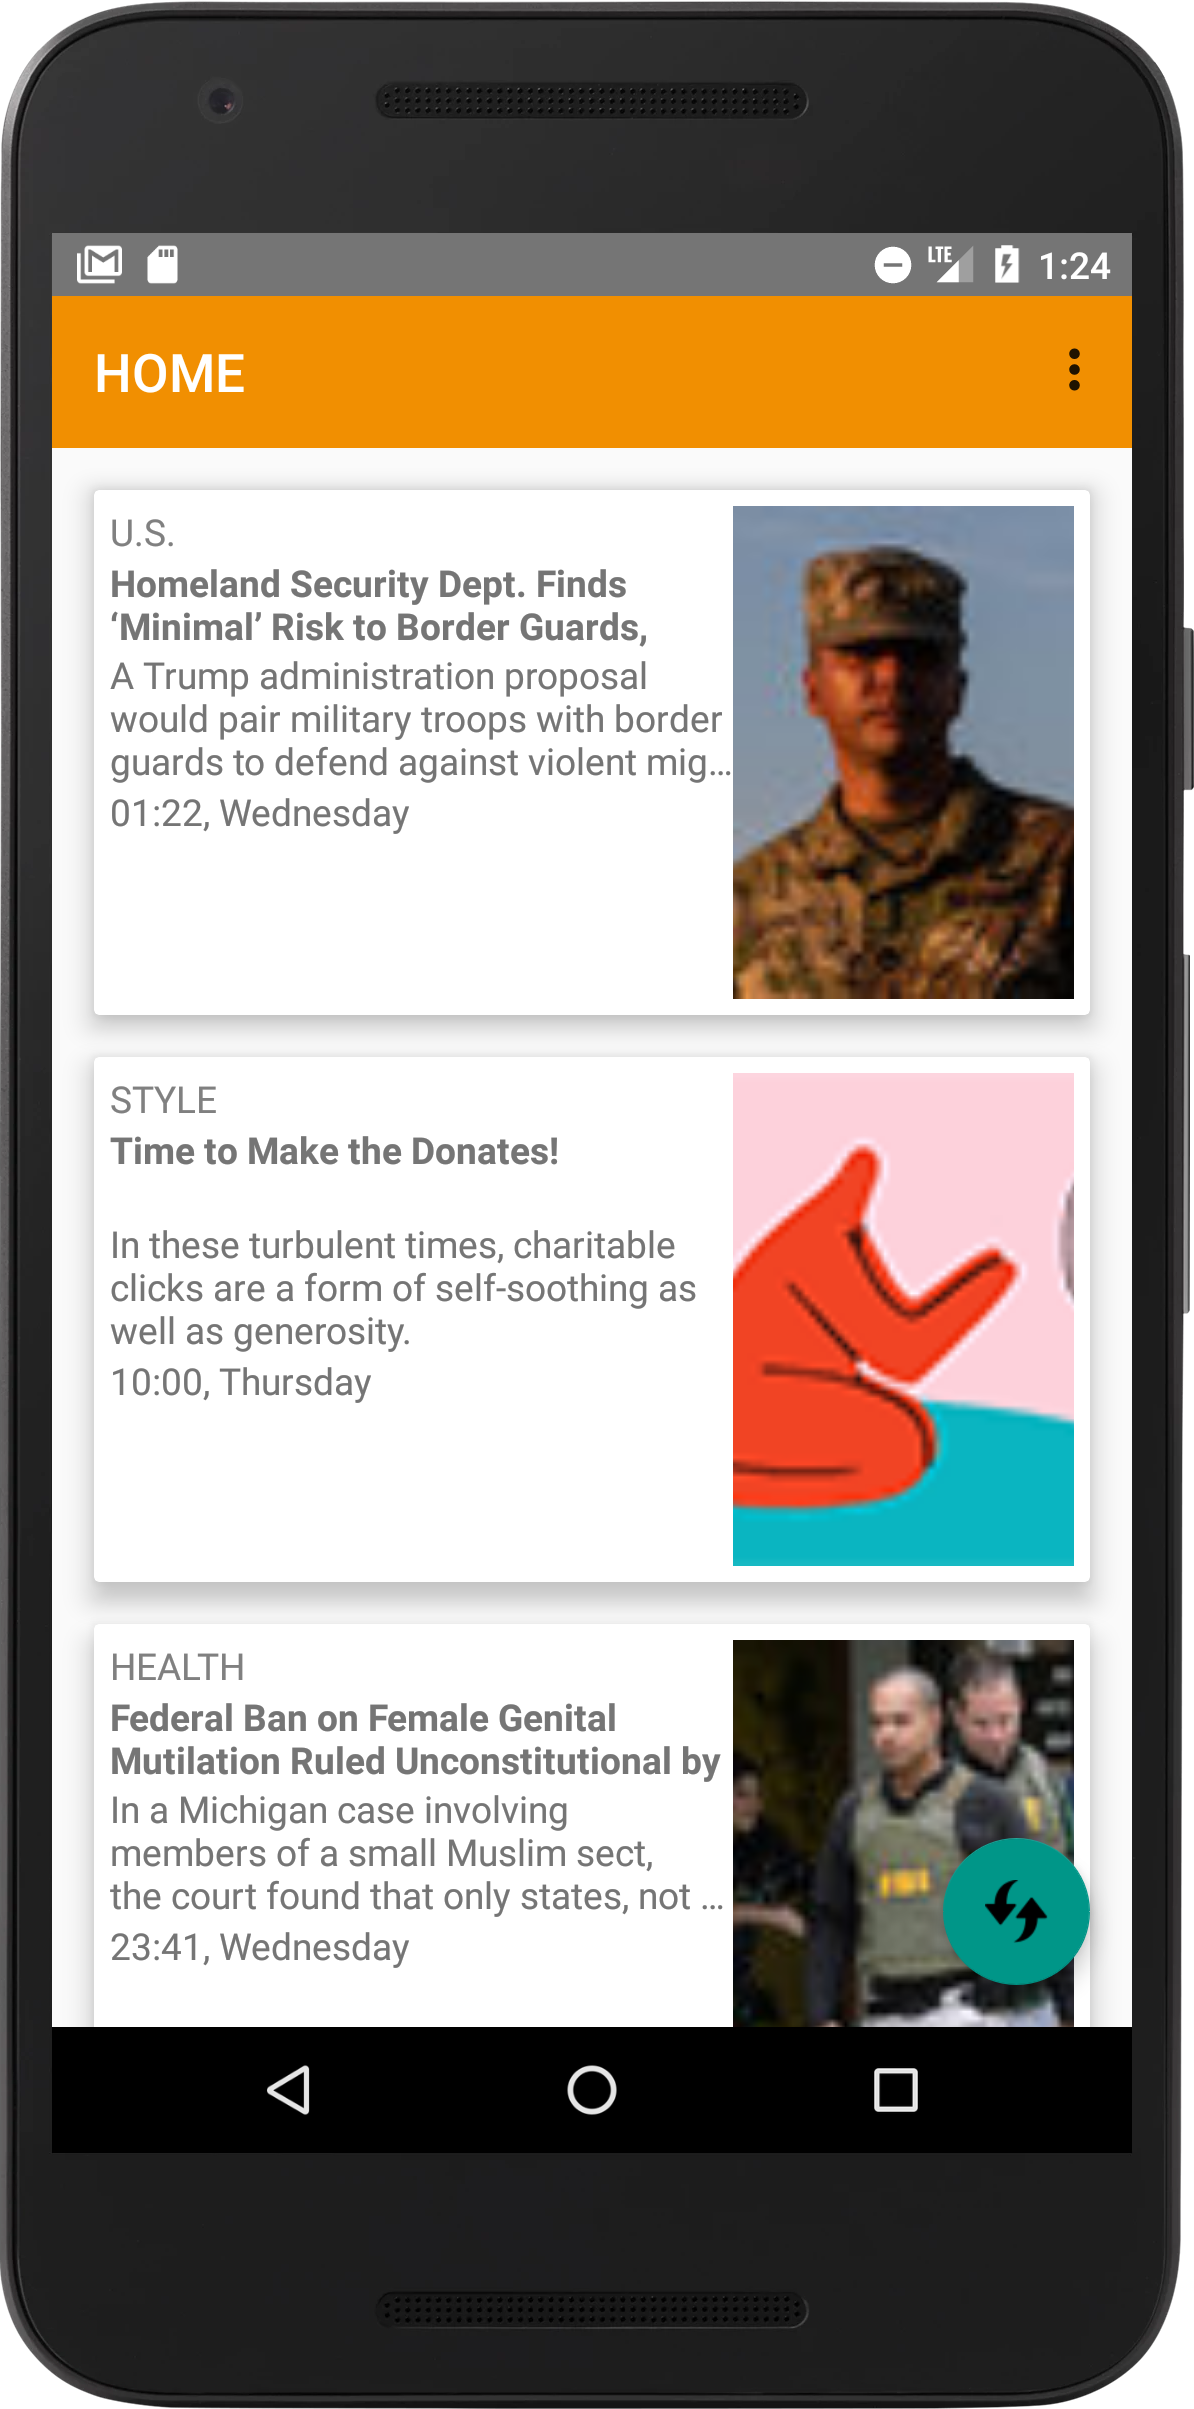 LTE 1:24
HOME
U.S.
Homeland Security Dept. Finds
‘Minimal’ Risk to Border Guards,
A Trump administration proposal
would pair military troops with border
guards to defend against violent mig…
01:22, Wednesday
STYLE
Time to Make the Donates!
In these turbulent times, charitable
clicks are a form of self-soothing as
well as generosity.
10:00, Thursday
HEALTH
Federal Ban on Female Genital
Mutilation Ruled Unconstitutional by
In a Michigan case involving
members of a small Muslim sect,
the court found that only states, not …
23:41, Wednesday